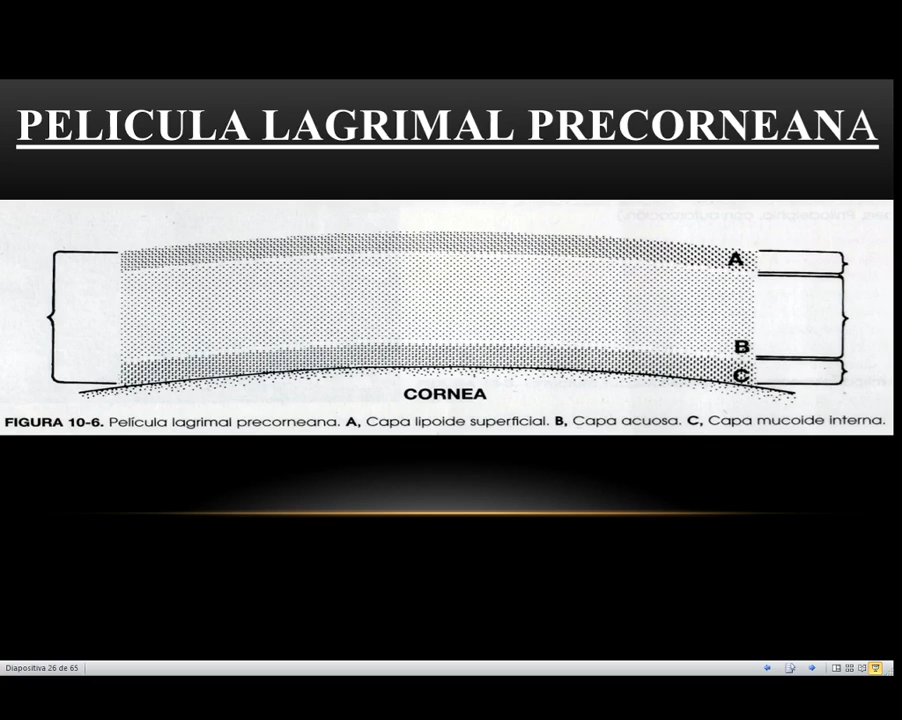 PELICULA LAGRIMAL PRECORNEANA
A
B
C
CORNEA
FIGURA 10-6. Película lagrimal precorneana. A, Capa lipoide superficial. B, Capa acuosa. C, Capa mucoide interna.
Diapositiva 26 de 65